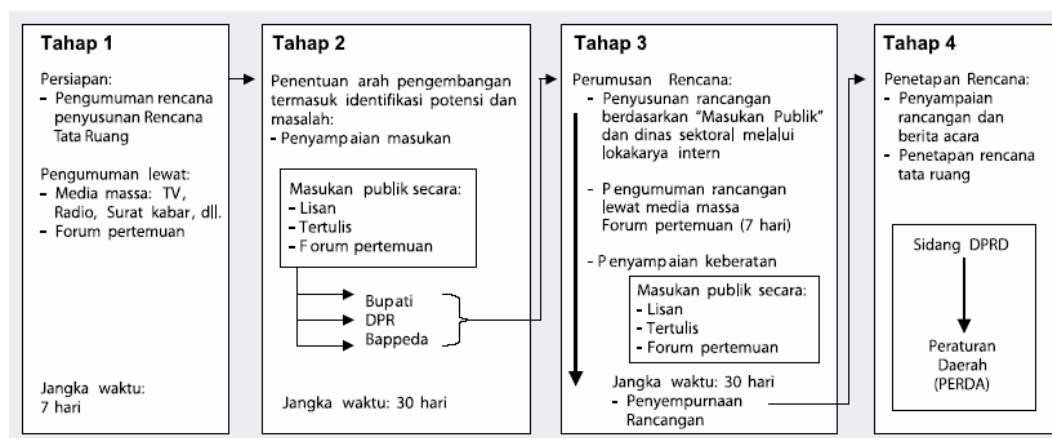 Tahap 1
Persiapan:
- Pengumuman rencana
penyusunan Rencana
Tata Ruang
Pengumuman lewat:
- Media massa: TV,
Radio, Surat kabar, dll.
- Forum pertemuan
Jangka waktu:
7 hari
Tahap 2
Penentuan arah pengembangan
termasuk identifikasi potensi dan
masalah:
- Penyampaian masukan
Masukan publik secara:
- Lisan
- Tertulis
- Forum pertemuan
Bupati
DPR
Bappeda
Jangka waktu: 30 hari
Tahap 3
Perumusan Rencana:
- Penyusunan rancangan
berdasarkan "Masukan Publik"
dan dinas sektoral melalui
lokakarya intern
- Pengumuman rancangan
lewat media massa
Forum pertemuan (7 hari)
- Penyampaian keberatan
Masukan publik secara:
- Lisan
- Tertulis
- Forum pertemuan
Jangka waktu: 30 hari
- Penyempurnaan
Rancangan
Tahap 4
Penetapan Rencana:
- Penyampaian
rancangan dan
berita acara
- Penetapan rencana
tata ruang
Sidang DPRD
Peraturan
Daerah
(PERDA)